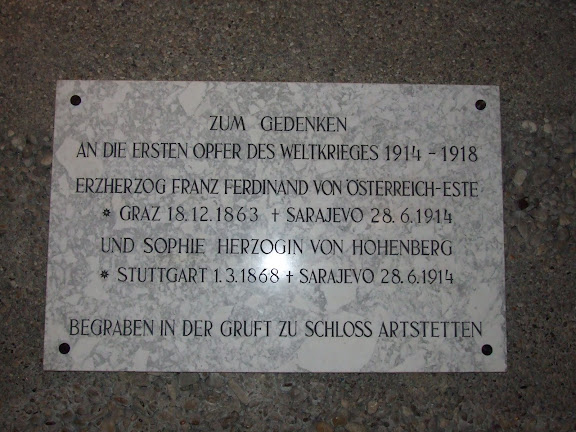 ZUM GEDENKEN
AN DIE ERSTEN OPFER DES WELTKRIEGES 1914 - 1918
ERZHERZOG FRANZ FERDINAND VON ÖSTERREICH-ESTE
* GRAZ 18.12.1863 † SARAJEVO 28.6.1914
UND SOPHIE HERZOGIN VON HOHENBERG
* STUTTGART 1.3.1868 † SARAJEVO 28.6.1914
BEGRABEN IN DER GRUFT ZU SCHLOSS ARTSTETTEN